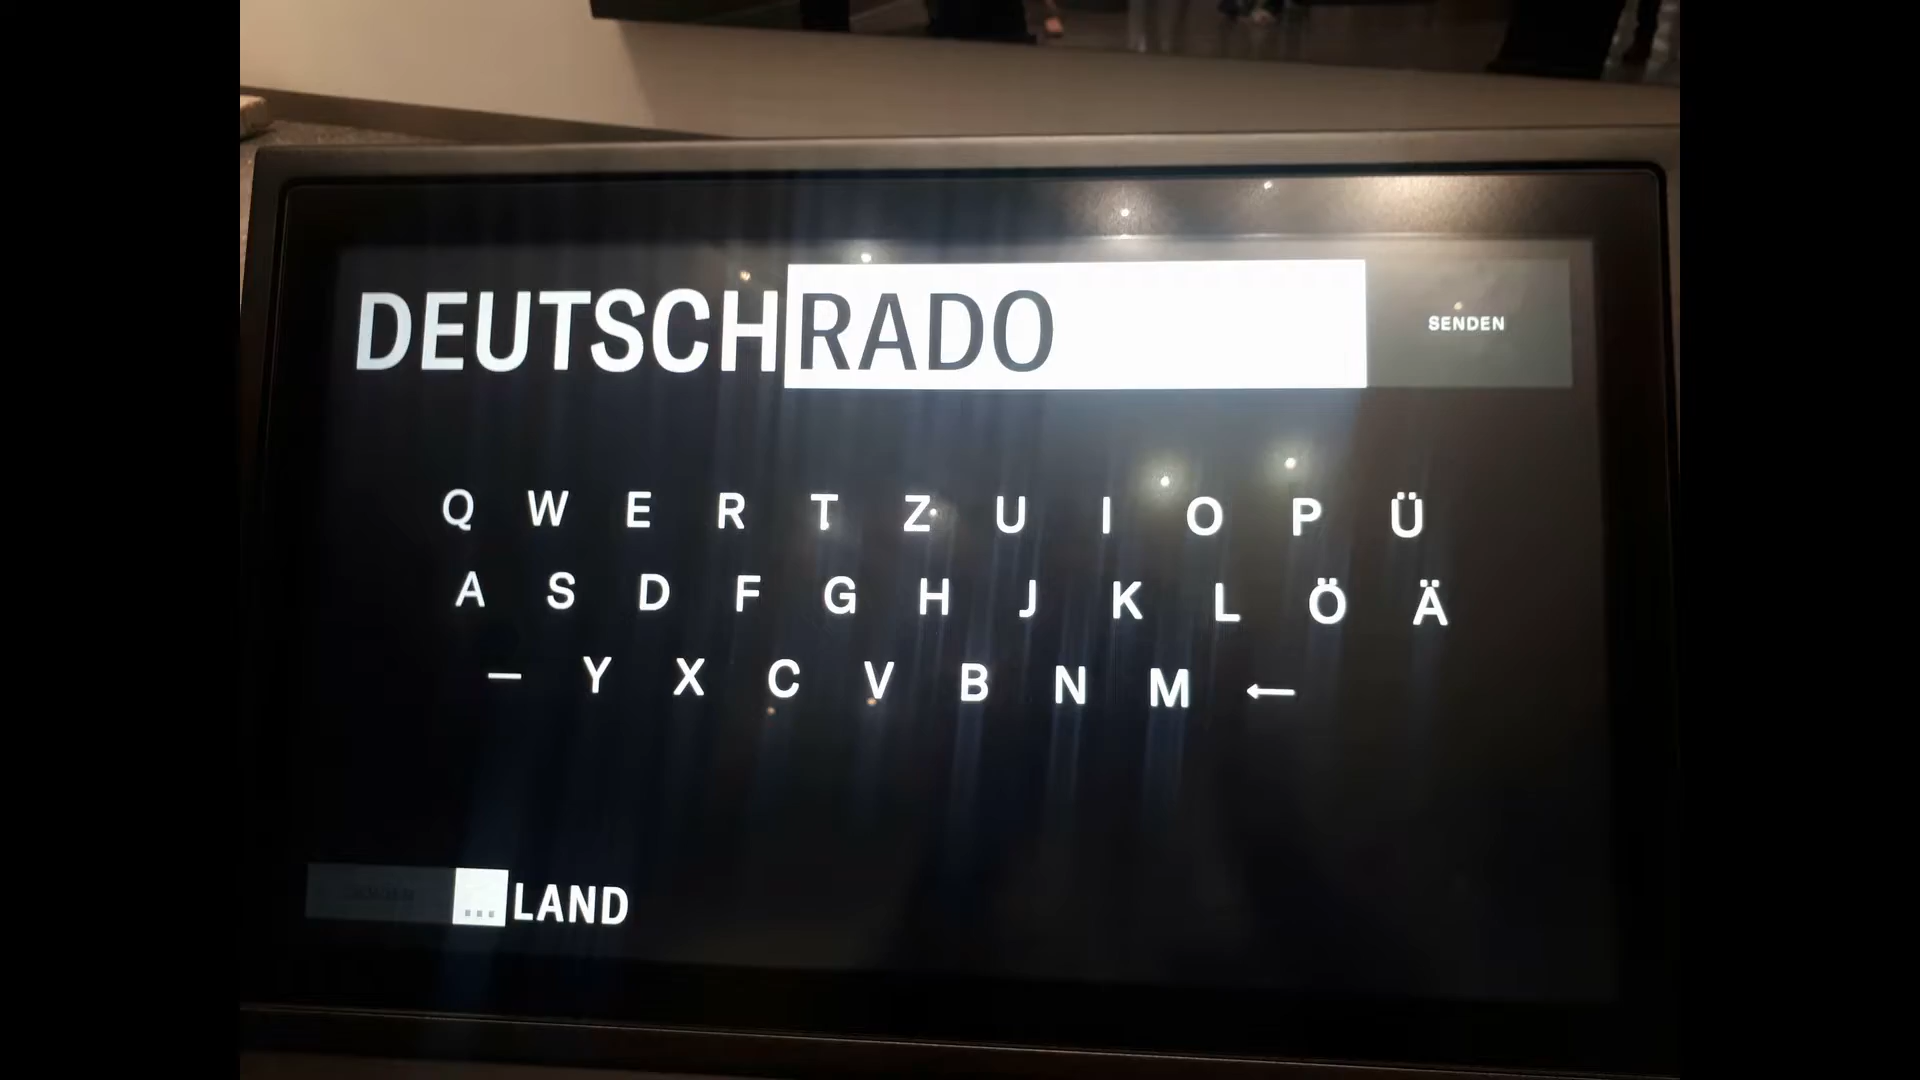 DEUTSCHRADO
SENDEN
Q W E R T Z U I O P Ü
A S D F G H J K L Ö Ä
— Y X C V B N M ←
...LAND